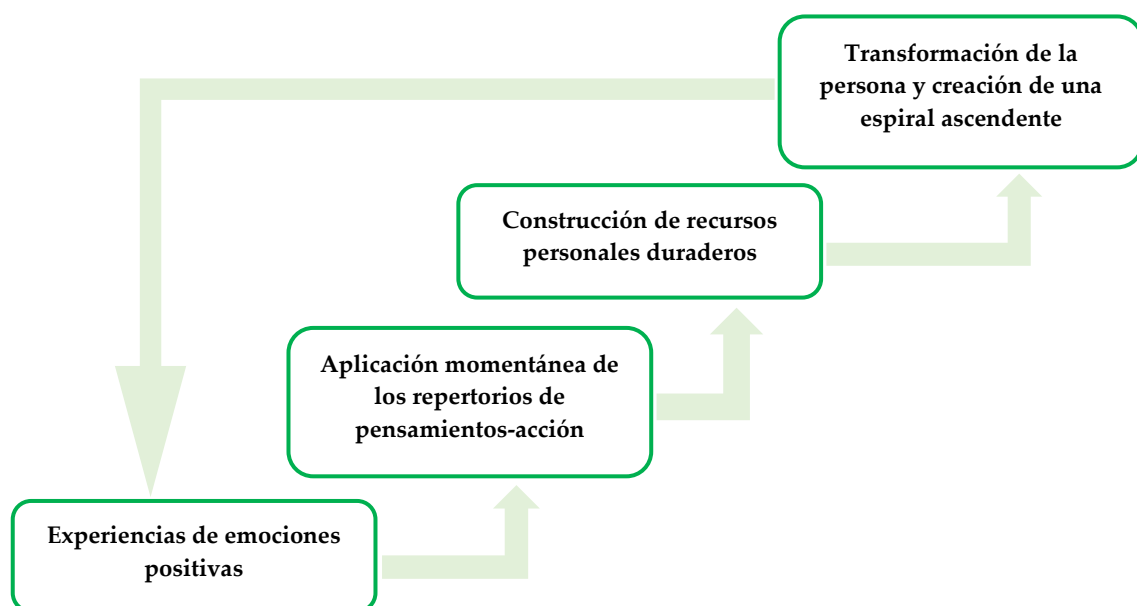 Transformación de la
persona y creación de una
espiral ascendente
Construcción de recursos
personales duraderos
Aplicación momentánea de
los repertorios de
pensamientos-acción
Experiencias de emociones
positivas